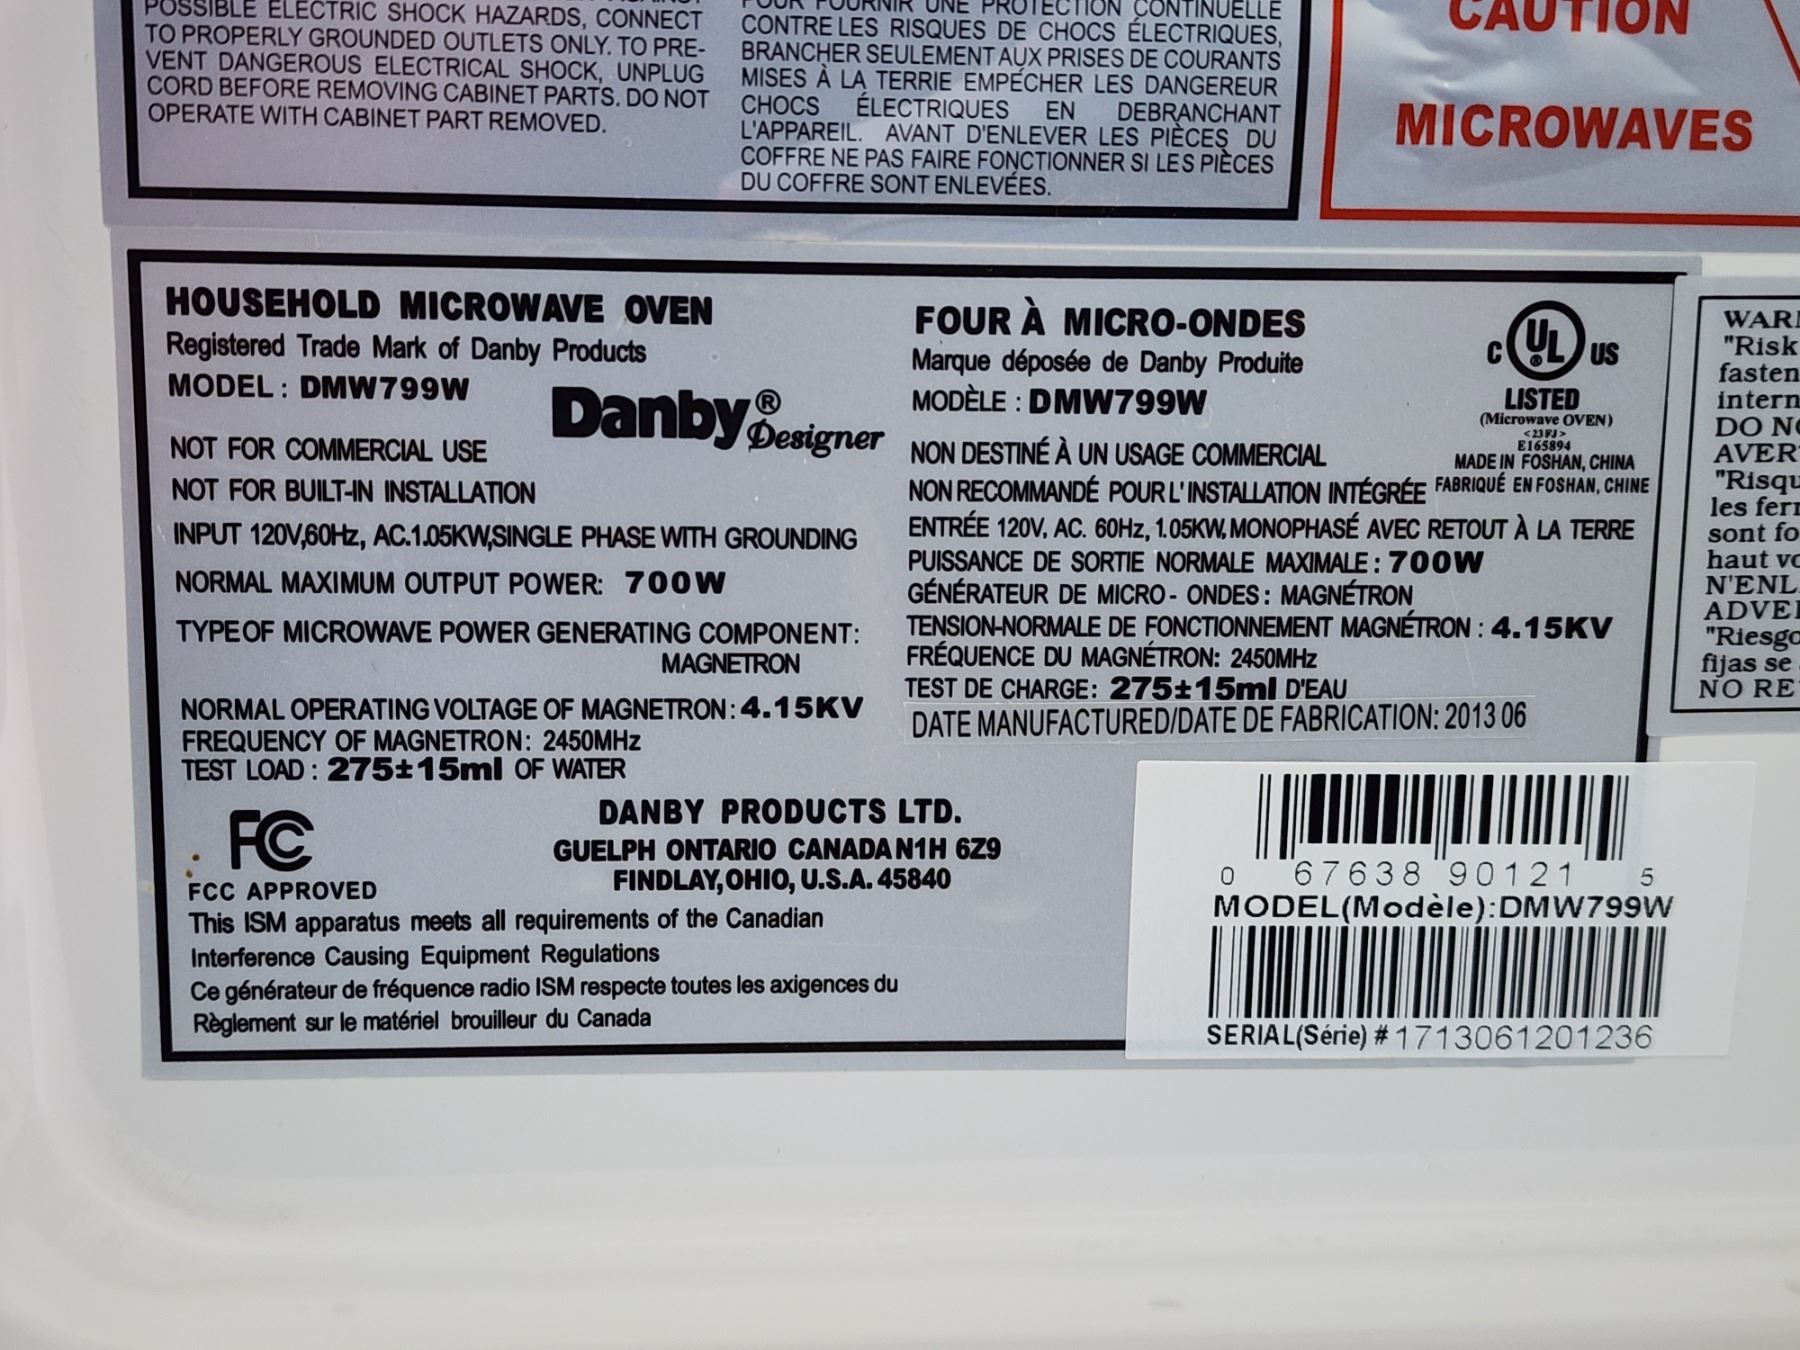 POSSIBLE ELECTRIC SHOCK HAZARDS, CONNECT
TO PROPERLY GROUNDED OUTLETS ONLY. TO PRE-
VENT DANGEROUS ELECTRICAL SHOCK, UNPLUG
CORD BEFORE REMOVING CABINET PARTS. DO NOT
OPERATE WITH CABINET PART REMOVED.
POUR FOURNIR UNE PROTECTION CONTINUELLE
CONTRE LES RISQUES DE CHOCS ÉLECTRIQUES,
BRANCHER SEULEMENT AUX PRISES DE COURANTS
MISES À LA TERRIE EMPÉCHER LES DANGEREUR
CHOCS ÉLECTRIQUES EN DEBRANCHANT
L'APPAREIL. AVANT D'ENLEVER LES PIÈCES DU
COFFRE NE PAS FAIRE FONCTIONNER SI LES PIÈCES
DU COFFRE SONT ENLEVÉES.
CAUTION
MICROWAVES
HOUSEHOLD MICROWAVE OVEN
Registered Trade Mark of Danby Products
MODEL : DMW799W
Danby® Designer
NOT FOR COMMERCIAL USE
NOT FOR BUILT-IN INSTALLATION
INPUT 120V,60Hz, AC.1.05KW,SINGLE PHASE WITH GROUNDING
NORMAL MAXIMUM OUTPUT POWER: 700W
TYPE OF MICROWAVE POWER GENERATING COMPONENT:
MAGNETRON
NORMAL OPERATING VOLTAGE OF MAGNETRON: 4.15KV
FREQUENCY OF MAGNETRON: 2450MHz
TEST LOAD : 275±15ml OF WATER
FOUR À MICRO-ONDES
Marque déposée de Danby Produite
MODÈLE : DMW799W
NON DESTINÉ À UN USAGE COMMERCIAL
NON RECOMMANDÉ POUR L'INSTALLATION INTÉGRÉE
ENTRÉE 120V, AC. 60Hz, 1.05KW, MONOPHASÉ AVEC RETOUT À LA TERRE
PUISSANCE DE SORTIE NORMALE MAXIMALE : 700W
GÉNÉRATEUR DE MICRO- ONDES : MAGNÉTRON
TENSION-NORMALE DE FONCTIONNEMENT MAGNÉTRON : 4.15KV
FRÉQUENCE DU MAGNÉTRON: 2450MHz
TEST DE CHARGE: 275±15ml D'EAU
DATE MANUFACTURED/DATE DE FABRICATION: 2013 06
C UL ® US
LISTED
(Microwave OVEN)
<23FJ>
E165894
MADE IN FOSHAN, CHINA
FABRIQUÉ EN FOSHAN, CHINE
FC
FCC APPROVED
DANBY PRODUCTS LTD.
GUELPH ONTARIO CANADA N1H 6Z9
FINDLAY, OHIO, U.S.A. 45840
This ISM apparatus meets all requirements of the Canadian
Interference Causing Equipment Regulations
Ce générateur de fréquence radio ISM respecte toutes les axigences du
Règlement sur le matériel brouilleur du Canada
0 67638 90121 5
MODEL(Modèle):DMW799W
SERIAL(Série) # 1713061201236
"Risk
DO
"Risqu
les
sont fo
haut
"Riesgo
fijas se
NO RE